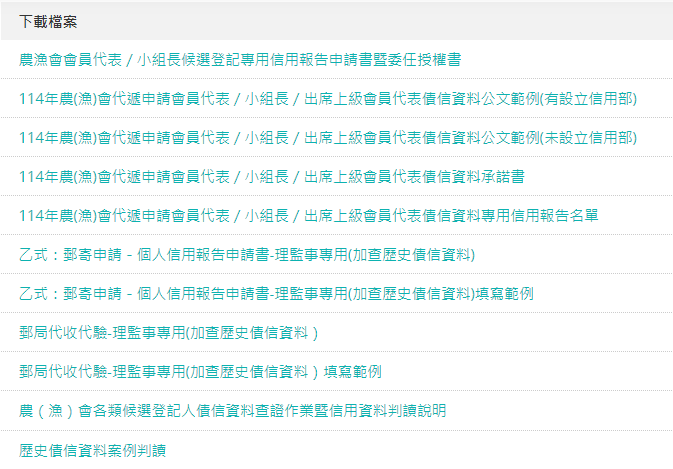 下載檔案
農漁會會員代表 / 小組長候選登記專用信用報告申請書暨委任授權書
114年農(漁)會代遞申請會員代表 / 小組長 / 出席上級會員代表債信資料公文範例(有設立信用部)
114年農(漁)會代遞申請會員代表 / 小組長 / 出席上級會員代表債信資料公文範例(未設立信用部)
114年農(漁)會代遞申請會員代表 / 小組長 / 出席上級會員代表債信資料承諾書
114年農(漁)會代遞申請會員代表 / 小組長 / 出席上級會員代表債信資料專用信用報告名單
乙式：郵寄申請－個人信用報告申請書-理監事專用(加查歷史債信資料)
乙式：郵寄申請－個人信用報告申請書-理監事專用(加查歷史債信資料)填寫範例
郵局代收代驗-理監事專用(加查歷史債信資料 )
郵局代收代驗-理監事專用(加查歷史債信資料 ) 填寫範例
農（漁）會各類候選登記人債信資料查證作業暨信用資料判讀說明
歷史債信資料案例判讀